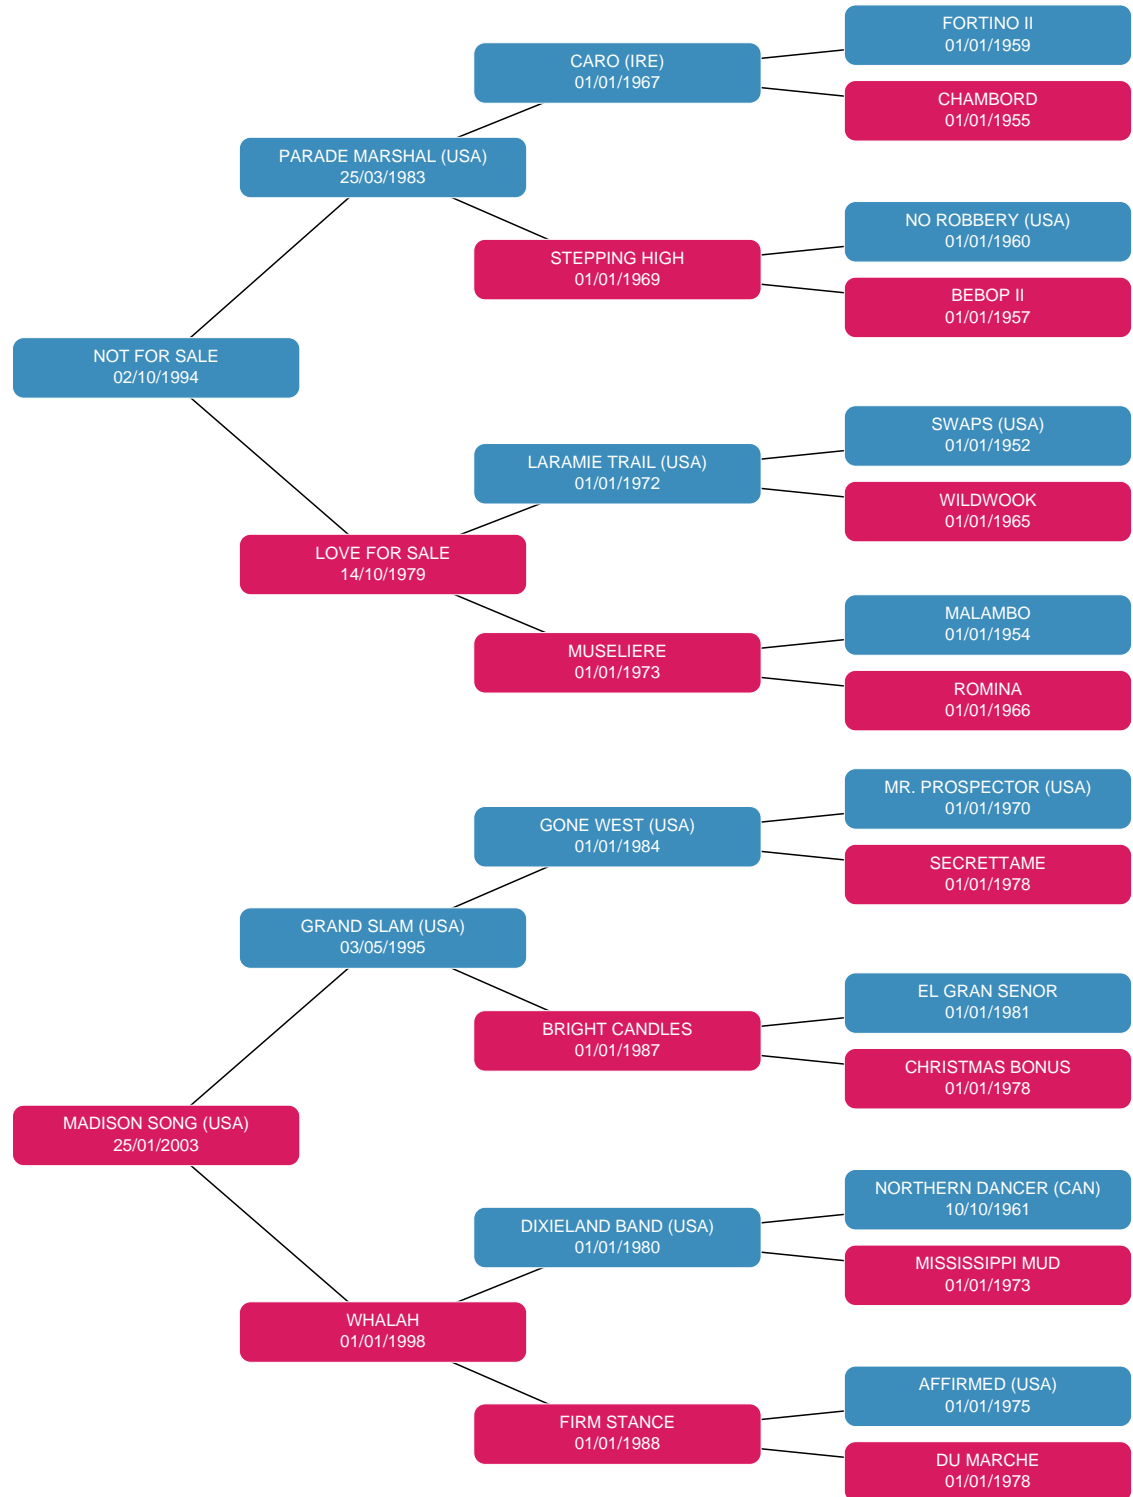 FORTINO II
01/01/1959
CARO (IRE)
01/01/1967
CHAMBORD
01/01/1955
PARADE MARSHAL (USA)
25/03/1983
NO ROBBERY (USA)
01/01/1960
STEPPING HIGH
01/01/1969
BEBOP II
01/01/1957
NOT FOR SALE
02/10/1994
SWAPS (USA)
01/01/1952
LARAMIE TRAIL (USA)
01/01/1972
WILDWOOK
01/01/1965
LOVE FOR SALE
14/10/1979
MALAMBO
01/01/1954
MUSELIERE
01/01/1973
ROMINA
01/01/1966
MR. PROSPECTOR (USA)
01/01/1970
GONE WEST (USA)
01/01/1984
SECRETTAME
01/01/1978
GRAND SLAM (USA)
03/05/1995
EL GRAN SENOR
01/01/1981
BRIGHT CANDLES
01/01/1987
CHRISTMAS BONUS
01/01/1978
MADISON SONG (USA)
25/01/2003
NORTHERN DANCER (CAN)
10/10/1961
DIXIELAND BAND (USA)
01/01/1980
MISSISSIPPI MUD
01/01/1973
WHALAH
01/01/1998
AFFIRMED (USA)
01/01/1975
FIRM STANCE
01/01/1988
DU MARCHE
01/01/1978